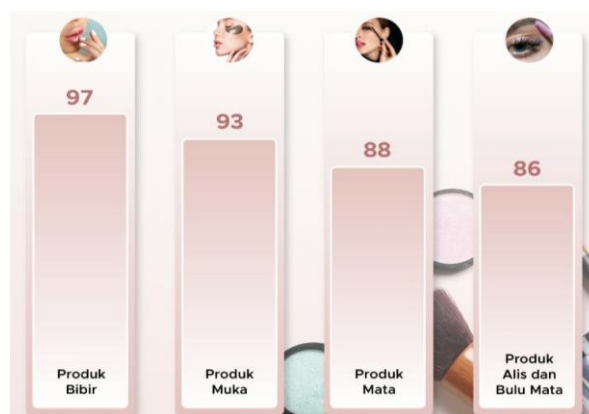 97
93
88
86
Produk
Bibir
Produk
Muka
Produk
Mata
Produk
Alis dan
Bulu Mata